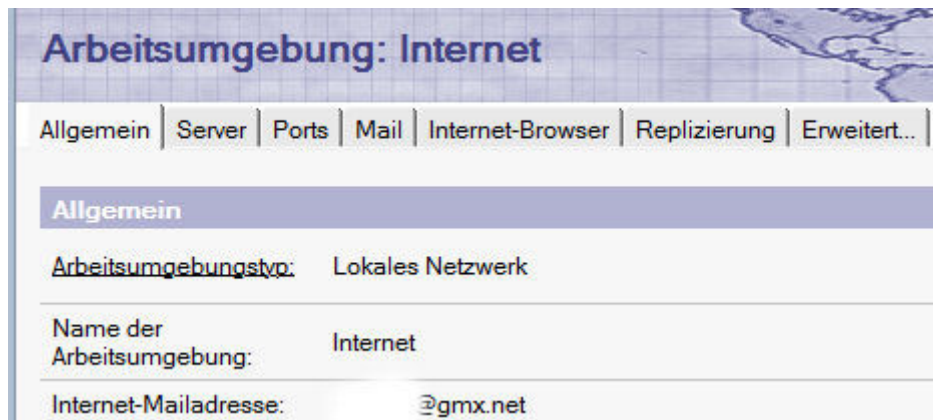 Arbeitsumgebung: Internet
Allgemein Server Ports Mail Internet-Browser Replizierung Erweitert...
Allgemein
Arbeitsumgebungstyp: Lokales Netzwerk
Name der
Arbeitsumgebung: Internet
Internet-Mailadresse: @gmx.net